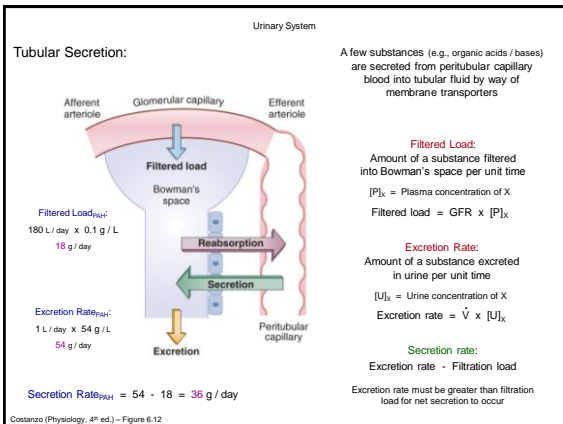 Urinary System
Tubular Secretion:
A few substances (e.g., organic acids / bases)
are secreted from peritubular capillary
blood into tubular fluid by way of
membrane transporters
Afferent
arteriole
Glomerular capillary
Efferent
arteriole
Filtered load
Bowman's
space
Reabsorption
Secretion
Excretion
Peritubular
capillary
Filtered LoadPAH:
180 L / day x 0.1 g / L
18 g / day
Excretion RatePAH:
1 L / day x 54 g / L
54 g / day
Secretion RatePAH = 54 - 18 = 36 g / day
Filtered Load:
Amount of a substance filtered
into Bowman's space per unit time
[P]X = Plasma concentration of X
Filtered load = GFR x [P]X
Excretion Rate:
Amount of a substance excreted
in urine per unit time
[U]X = Urine concentration of X
Excretion rate = V̇ x [U]X
Secretion rate:
Excretion rate - Filtration load
Excretion rate must be greater than filtration
load for net secretion to occur
Costanzo (Physiology, 4th ed.) – Figure 6.12